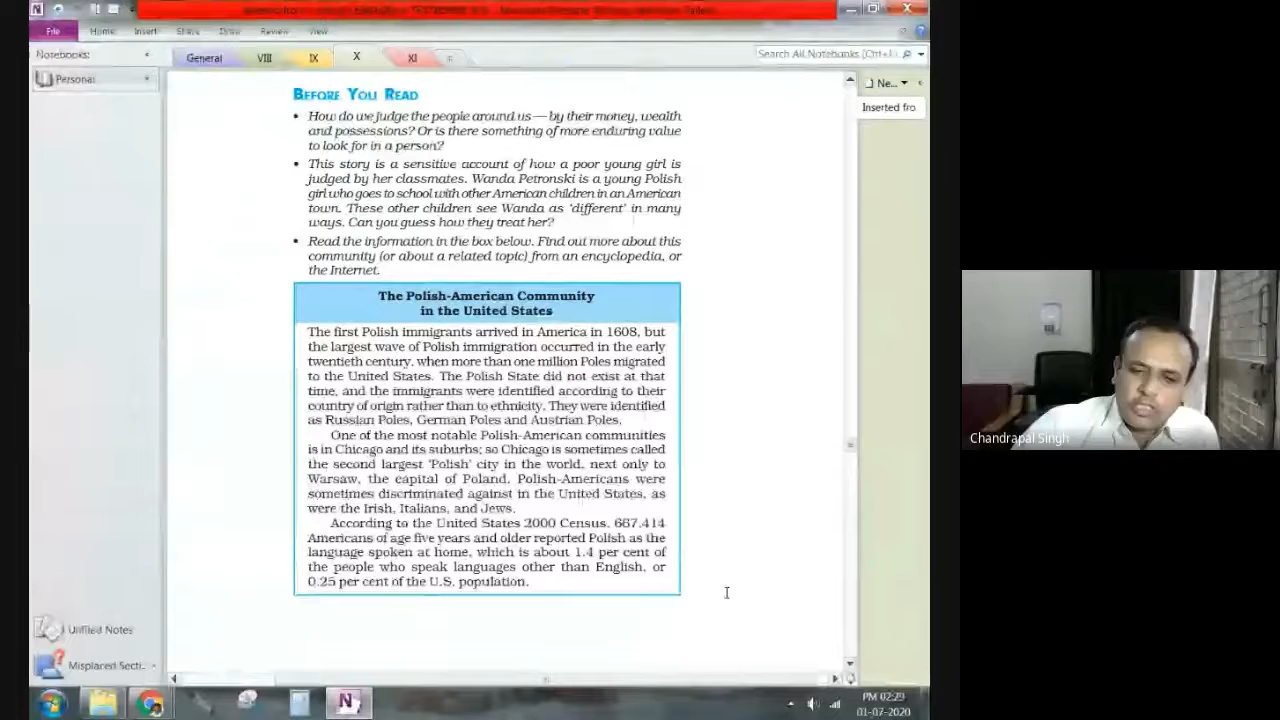 File
Home
Insert
Share
Draw
Review
View
Notebooks:
General
VIII
IX
X
XI
Search All Notebooks (Ctrl+
Personal
Ne...
Inserted fro
BEFORE YOU READ
• How do we judge the people around us — by their money, wealth
and possessions? Or is there something of more enduring value
to look for in a person?
• This story is a sensitive account of how a poor young girl is
judged by her classmates. Wanda Petronski is a young Polish
girl who goes to school with other American children in an American
town. These other children see Wanda as 'different' in many
ways. Can you guess how they treat her?
• Read the information in the box below. Find out more about this
community (or about a related topic) from an encyclopedia, or
the Internet.
The Polish-American Community
in the United States
The first Polish immigrants arrived in America in 1608, but
the largest wave of Polish immigration occurred in the early
twentieth century, when more than one million Poles migrated
to the United States. The Polish State did not exist at that
time, and the immigrants were identified according to their
country of origin rather than to ethnicity. They were identified
as Russian Poles, German Poles and Austrian Poles.
One of the most notable Polish-American communities
is in Chicago and its suburbs; so Chicago is sometimes called
the second largest 'Polish' city in the world, next only to
Warsaw, the capital of Poland. Polish-Americans were
sometimes discriminated against in the United States, as
were the Irish, Italians, and Jews.
According to the United States 2000 Census, 667,414
Americans of age five years and older reported Polish as the
language spoken at home, which is about 1.4 per cent of
the people who speak languages other than English, or
0.25 per cent of the U.S. population.
Chandrapal Singh
Unfiled Notes
Misplaced Secti..
PM 02:29
01-07-2020